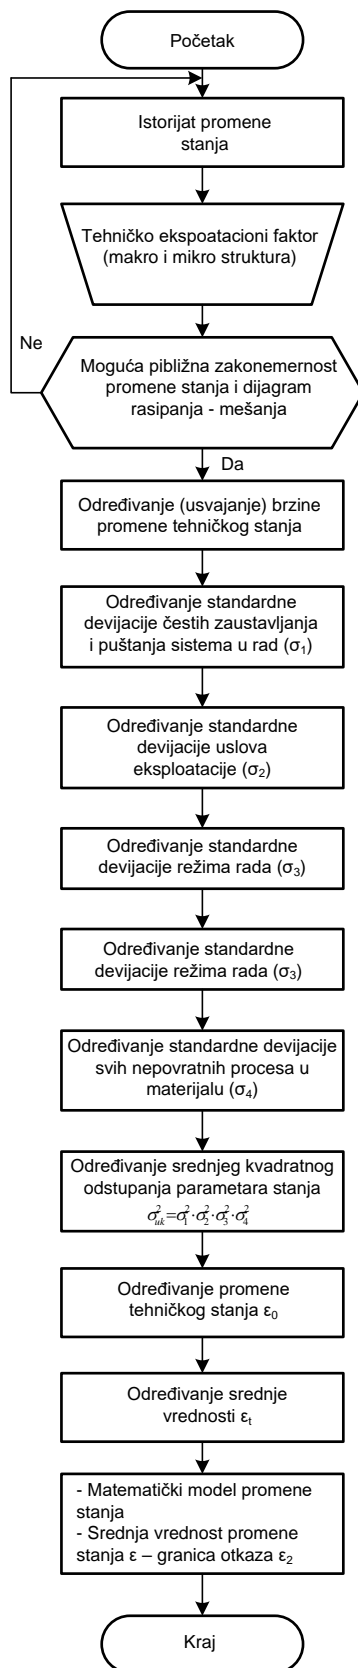 Početak
Istorijat promene
stanja
Tehničko ekspoatacioni faktor
(makro i mikro struktura)
Ne
Moguća pibližna zakonemernost
promene stanja i dijagram
rasipanja - mešanja
Da
Određivanje (usvajanje) brzine
promene tehničkog stanja
Određivanje standardne
devijacije čestih zaustavljanja
i puštanja sistema u rad (σ₁)
Određivanje standardne
devijacije uslova
eksploatacije (σ₂)
Određivanje standardne
devijacije režima rada (σ₃)
Određivanje standardne
devijacije režima rada (σ₃)
Određivanje standardne devijacije
svih nepovratnih procesa u
materijalu (σ₄)
Određivanje srednjeg kvadratnog
odstupanja parametara stanja
σ²uk=σ²₁·σ²₂·σ²₃·σ²₄
Određivanje promene
tehničkog stanja ε₀
Određivanje srednje
vrednosti εₜ
- Matematički model promene
stanja
- Srednja vrednost promene
stanja ε – granica otkaza ε₂
Kraj